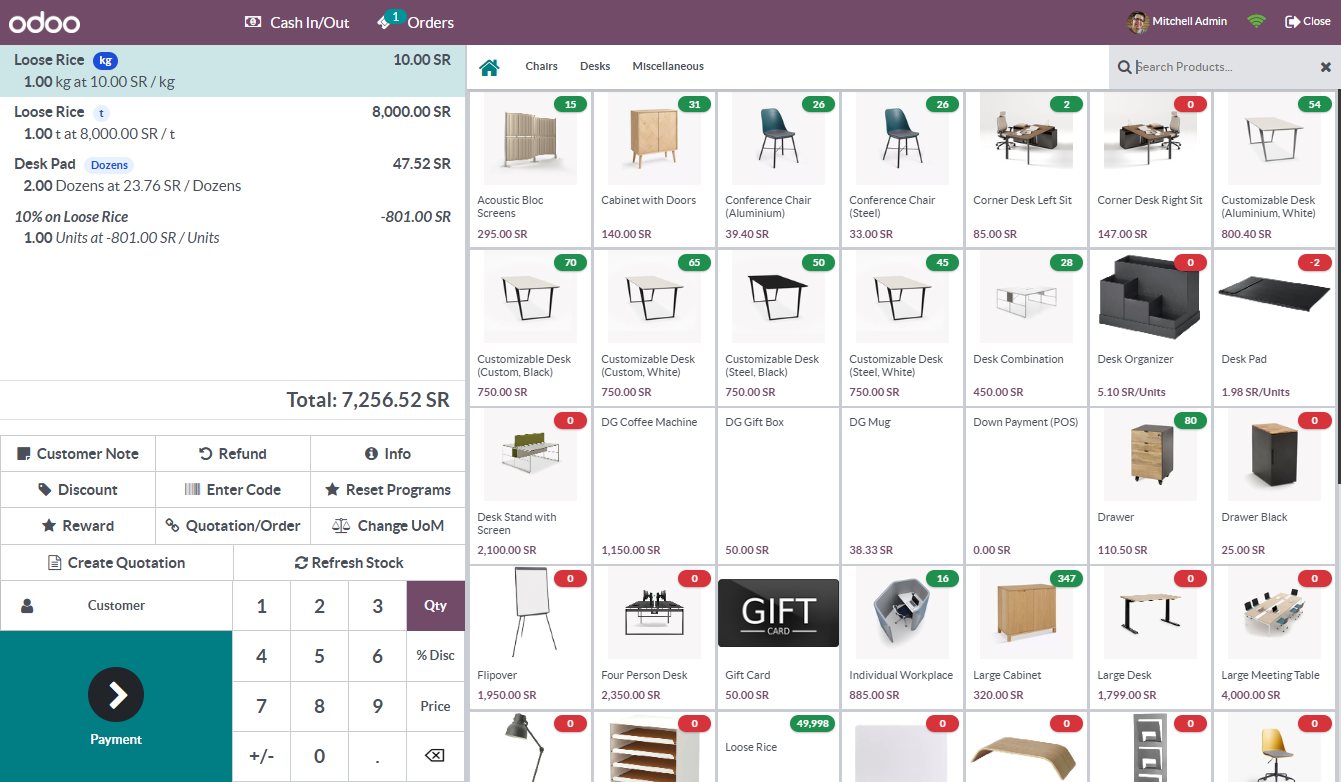 odoo
Cash In/Out
1
Orders
Mitchell Admin
Close
Loose Rice kg 10.00 SR
1.00 kg at 10.00 SR / kg
Loose Rice t 8,000.00 SR
1.00 t at 8,000.00 SR / t
Desk Pad Dozens 47.52 SR
2.00 Dozens at 23.76 SR / Dozens
10% on Loose Rice -801.00 SR
1.00 Units at -801.00 SR / Units
Total: 7,256.52 SR
Customer Note Refund Info
Discount Enter Code Reset Programs
Reward Quotation/Order Change UoM
Create Quotation Refresh Stock
Customer
1 2 3 Qty
4 5 6 % Disc
7 8 9 Price
+/- 0 .
Payment
Chairs Desks Miscellaneous
Search Products...
15
Acoustic Bloc
Screens
295.00 SR
31
Cabinet with Doors
140.00 SR
26
Conference Chair
(Aluminium)
39.40 SR
26
Conference Chair
(Steel)
33.00 SR
2
Corner Desk Left Sit
85.00 SR
0
Corner Desk Right Sit
147.00 SR
54
Customizable Desk
(Aluminium, White)
800.40 SR
70
Customizable Desk
(Custom, Black)
750.00 SR
65
Customizable Desk
(Custom, White)
750.00 SR
50
Customizable Desk
(Steel, Black)
750.00 SR
45
Customizable Desk
(Steel, White)
750.00 SR
28
Desk Combination
450.00 SR
0
Desk Organizer
5.10 SR/Units
-2
Desk Pad
1.98 SR/Units
0
Desk Stand with
Screen
2,100.00 SR
DG Coffee Machine
1,150.00 SR
DG Gift Box
50.00 SR
DG Mug
38.33 SR
Down Payment (POS)
0.00 SR
80
Drawer
110.50 SR
0
Drawer Black
25.00 SR
0
Flipover
1,950.00 SR
0
Four Person Desk
2,350.00 SR
GIFT
CARD
Gift Card
50.00 SR
16
Individual Workplace
885.00 SR
347
Large Cabinet
320.00 SR
0
Large Desk
1,799.00 SR
0
Large Meeting Table
4,000.00 SR
0
0
49,998
Loose Rice
0
0
0
0